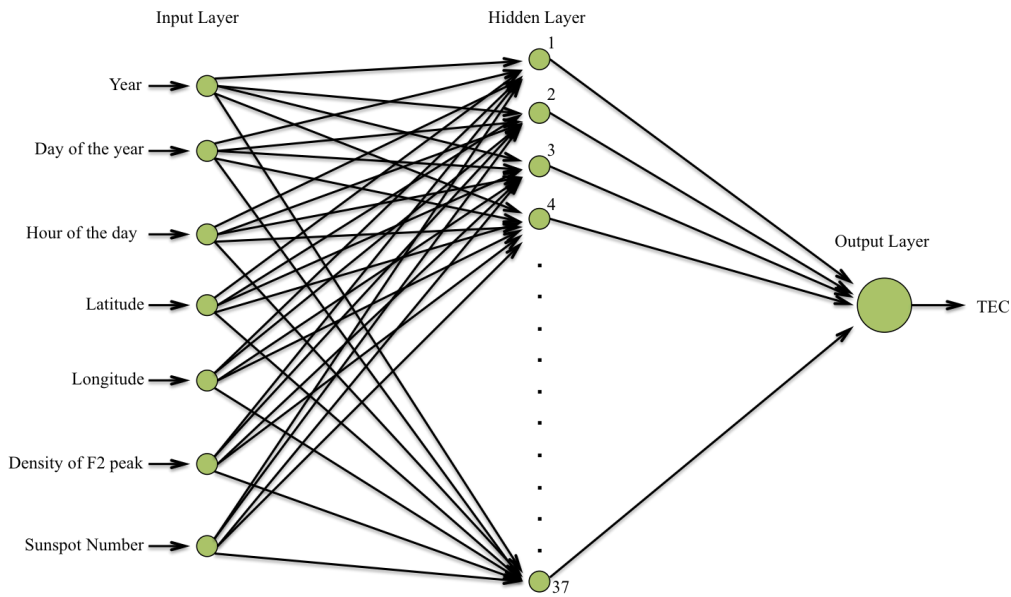 Input Layer
Hidden Layer
1
Year
2
Day of the year
3
4
Hour of the day
Output Layer
Latitude
TEC
Longitude
Density of F2 peak
Sunspot Number
37